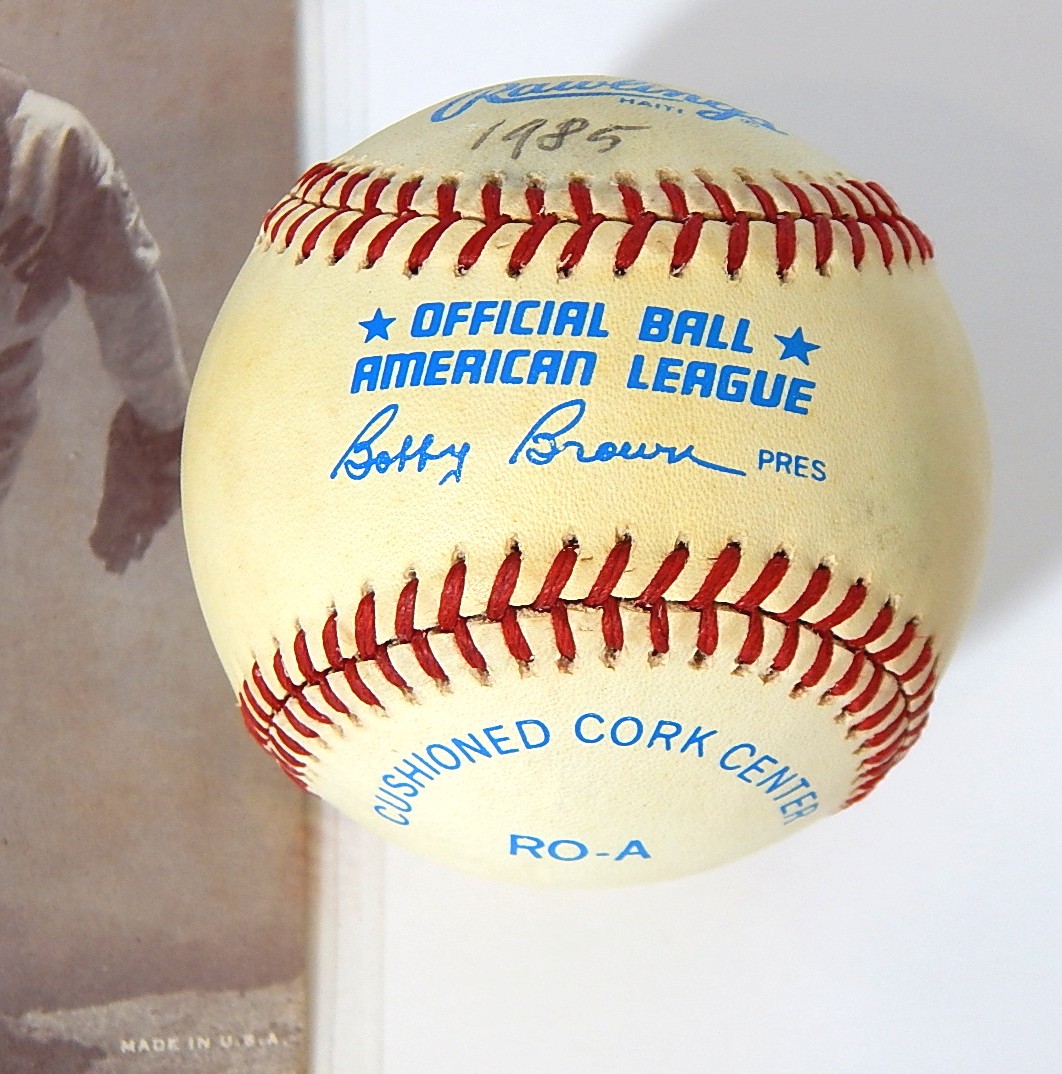 Rawlings
HAITI
1985
★ OFFICIAL BALL ★
AMERICAN LEAGUE
Bobby Brown PRES
CUSHIONED CORK CENTER
RO-A
MADE IN U.S.A.